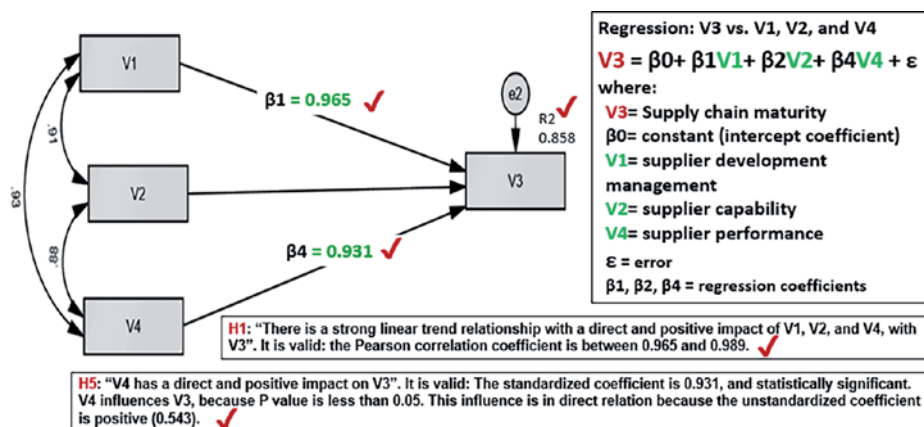 V1
β1 = 0.965
e2
R2
0.858
.91
.93
V2
V3
.88
β4 = 0.931
V4
Regression: V3 vs. V1, V2, and V4
V3 = β0+ β1V1+ β2V2+ β4V4 + ε
where:
V3= Supply chain maturity
β0= constant (intercept coefficient)
V1= supplier development
management
V2= supplier capability
V4= supplier performance
ε = error
β1, β2, β4 = regression coefficients
H1: “There is a strong linear trend relationship with a direct and positive impact of V1, V2, and V4, with
V3”. It is valid: the Pearson correlation coefficient is between 0.965 and 0.989.
H5: “V4 has a direct and positive impact on V3”. It is valid: The standardized coefficient is 0.931, and statistically significant.
V4 influences V3, because P value is less than 0.05. This influence is in direct relation because the unstandardized coefficient
is positive (0.543).